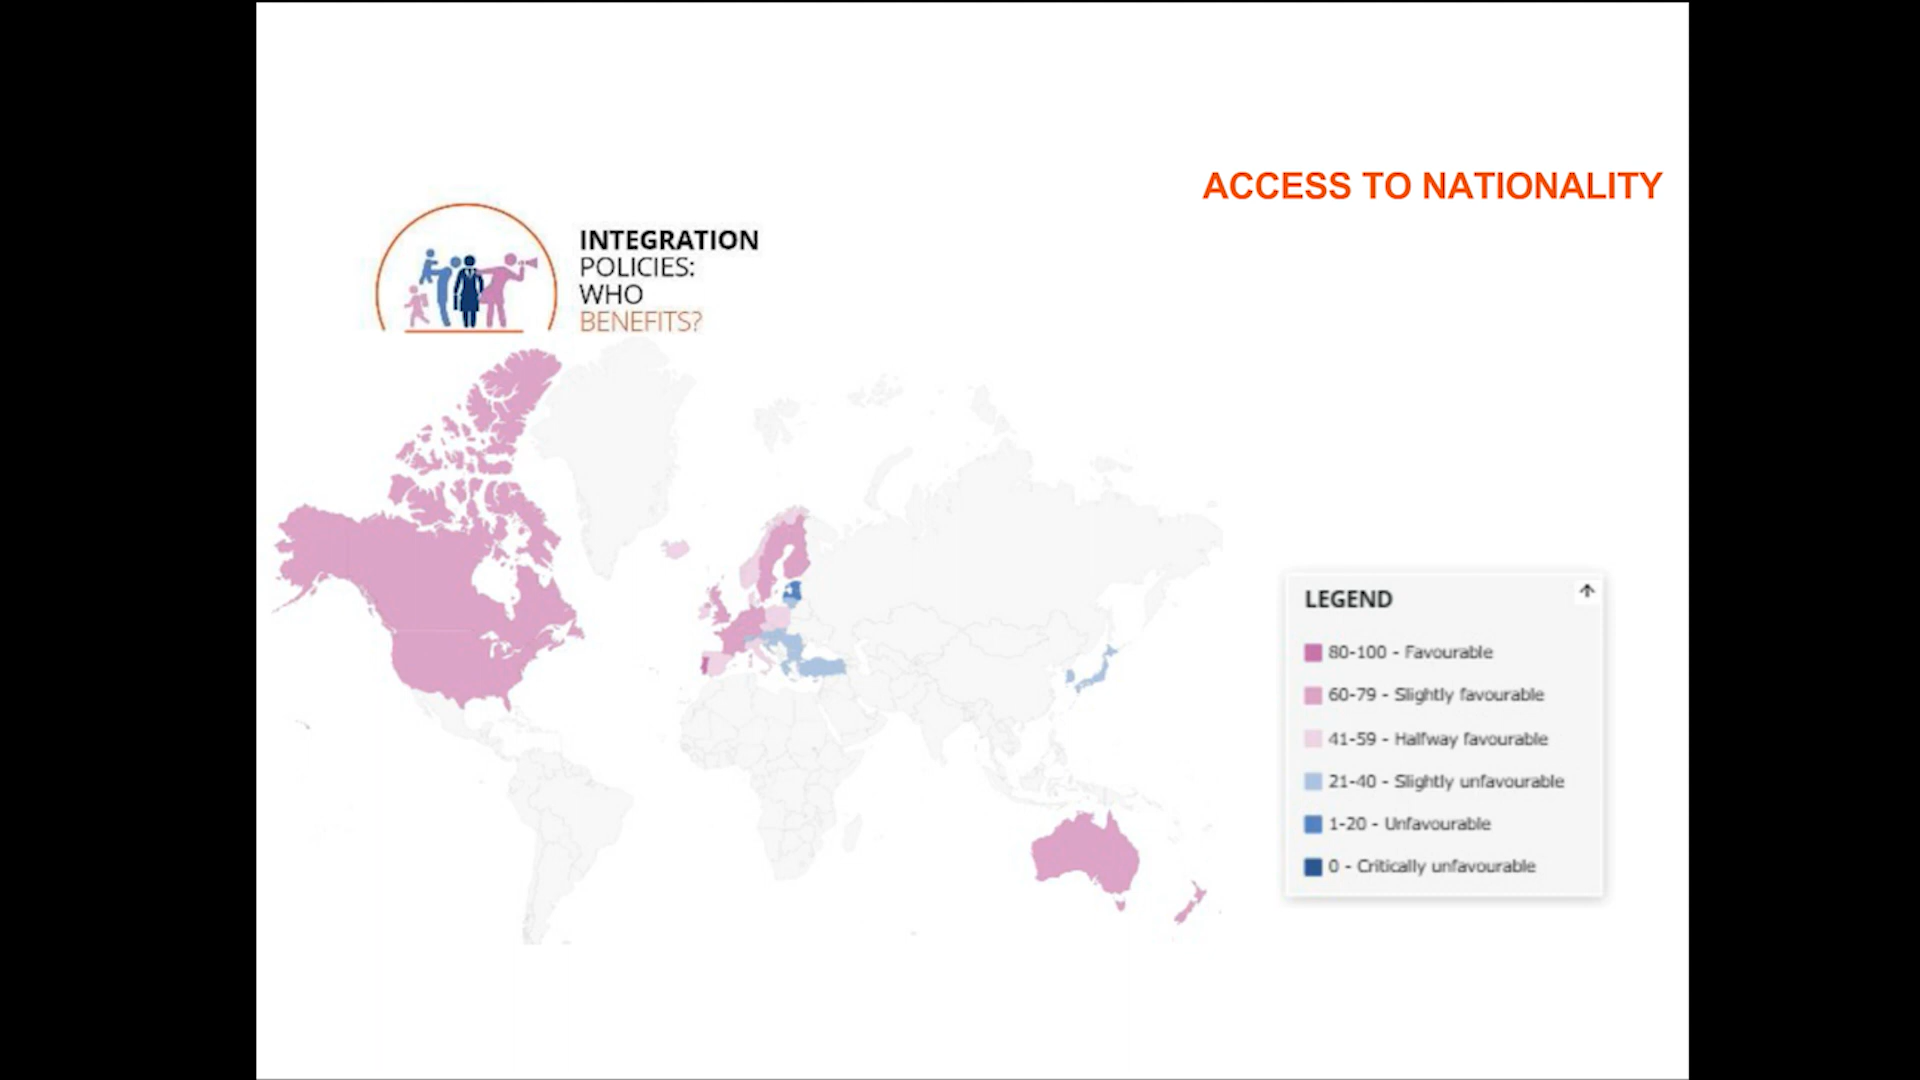 ACCESS TO NATIONALITY
INTEGRATION
POLICIES:
WHO
BENEFITS?
LEGEND
80-100 - Favourable
60-79 - Slightly favourable
41-59 - Halfway favourable
21-40 - Slightly unfavourable
1-20 - Unfavourable
0 - Critically unfavourable